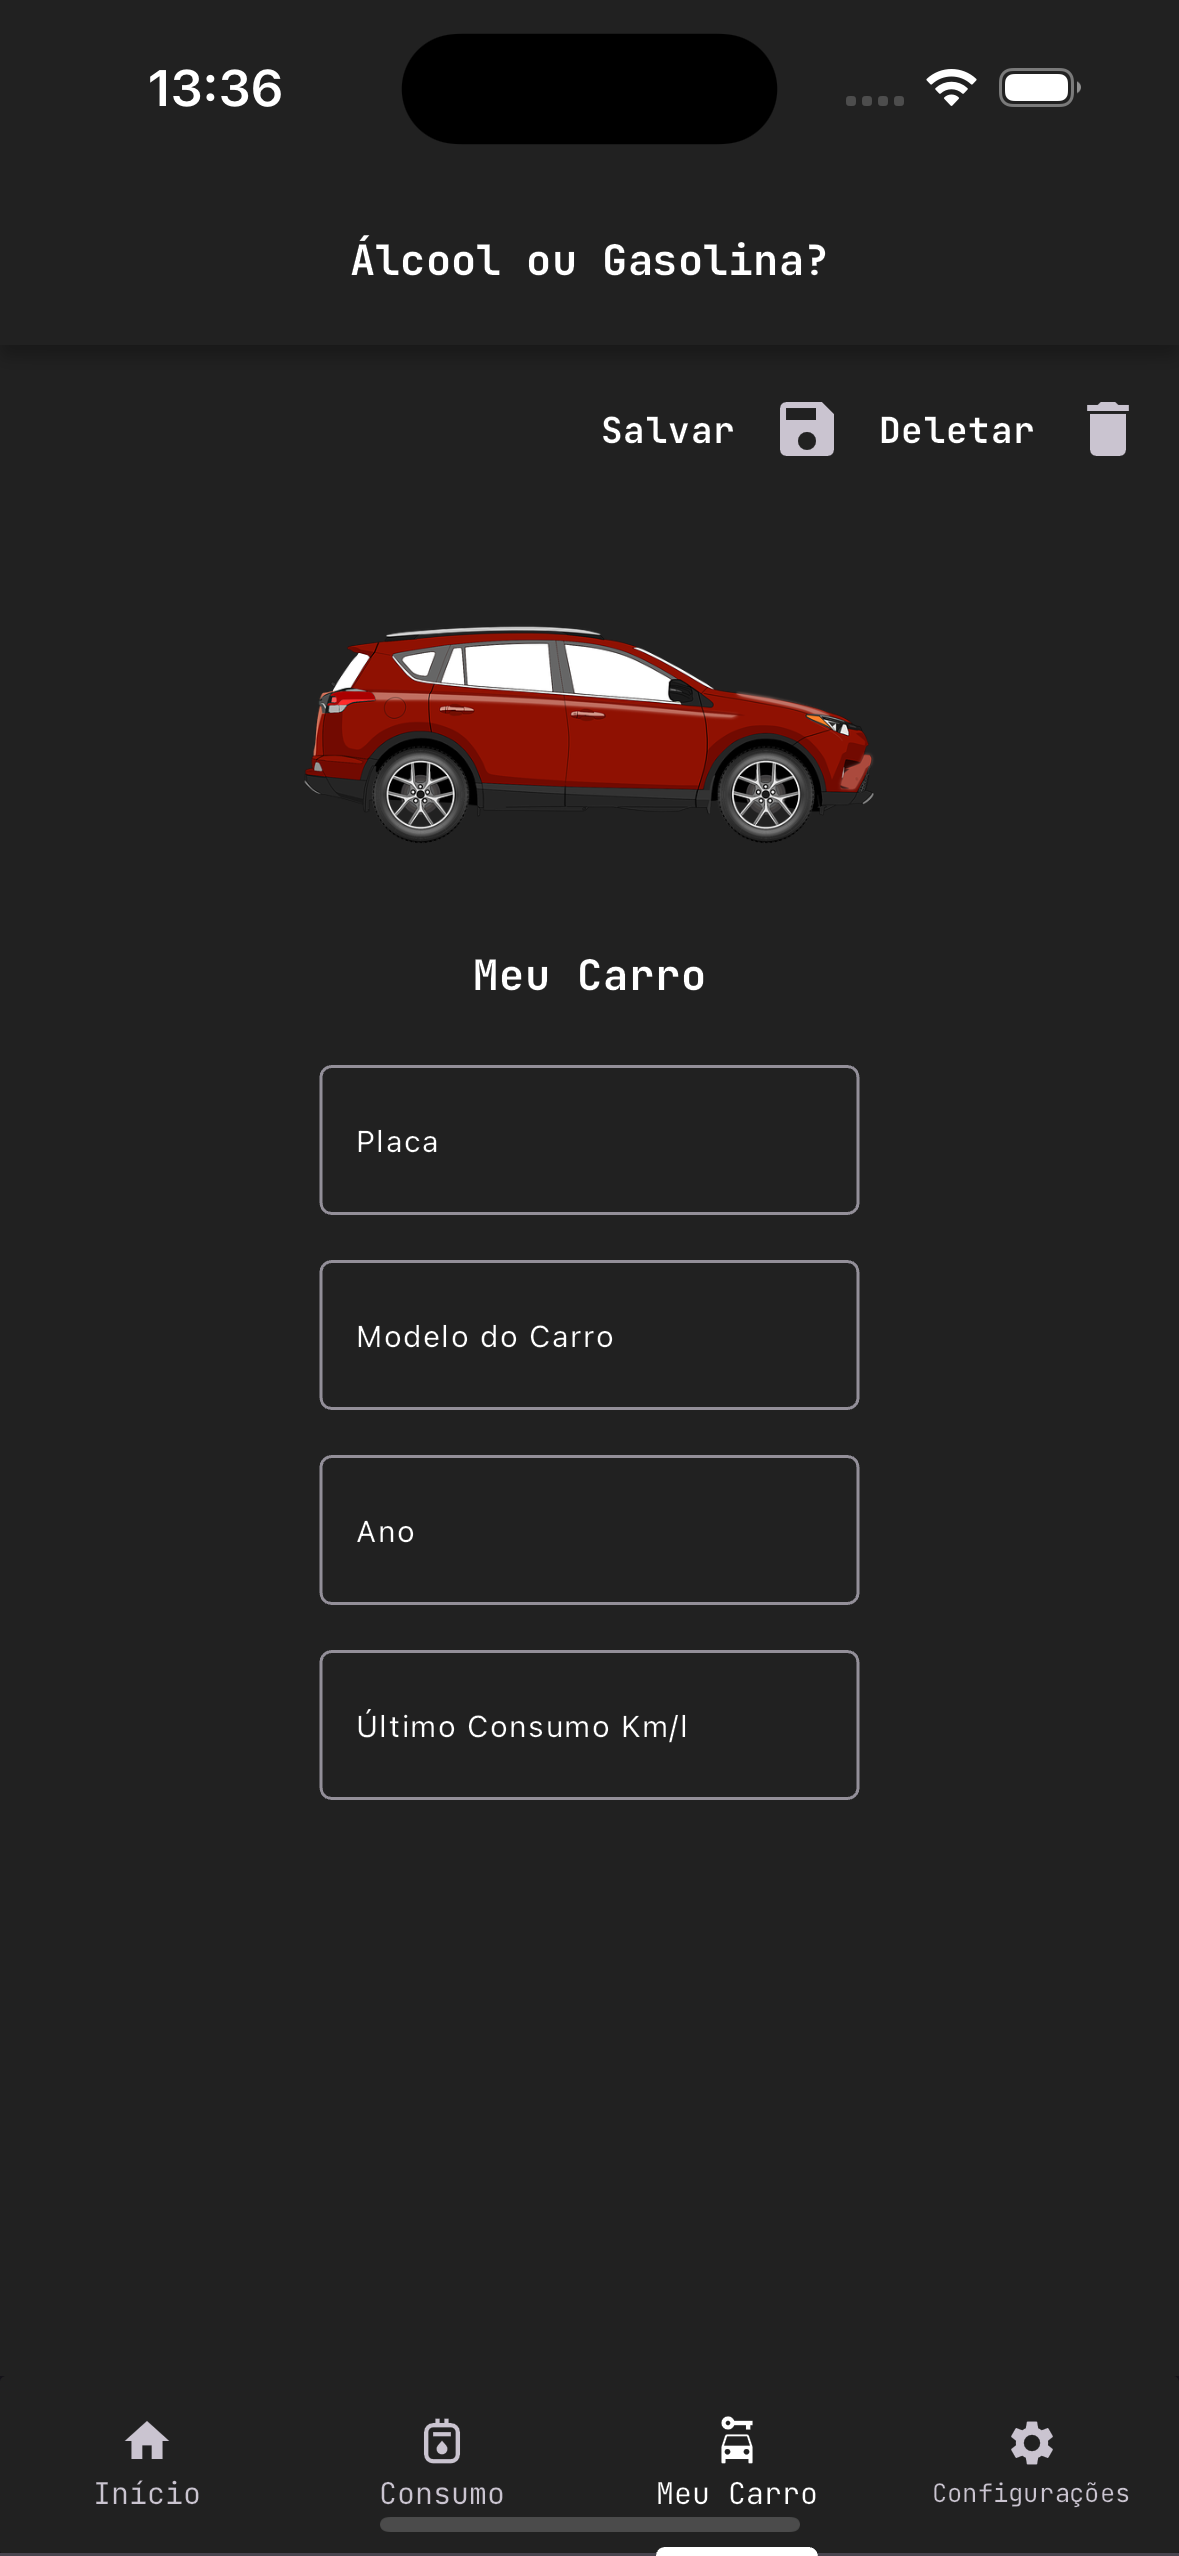 13:36
Álcool ou Gasolina?
Salvar Deletar
Meu Carro
Placa
Modelo do Carro
Ano
Último Consumo Km/l
Início Consumo Meu Carro Configurações